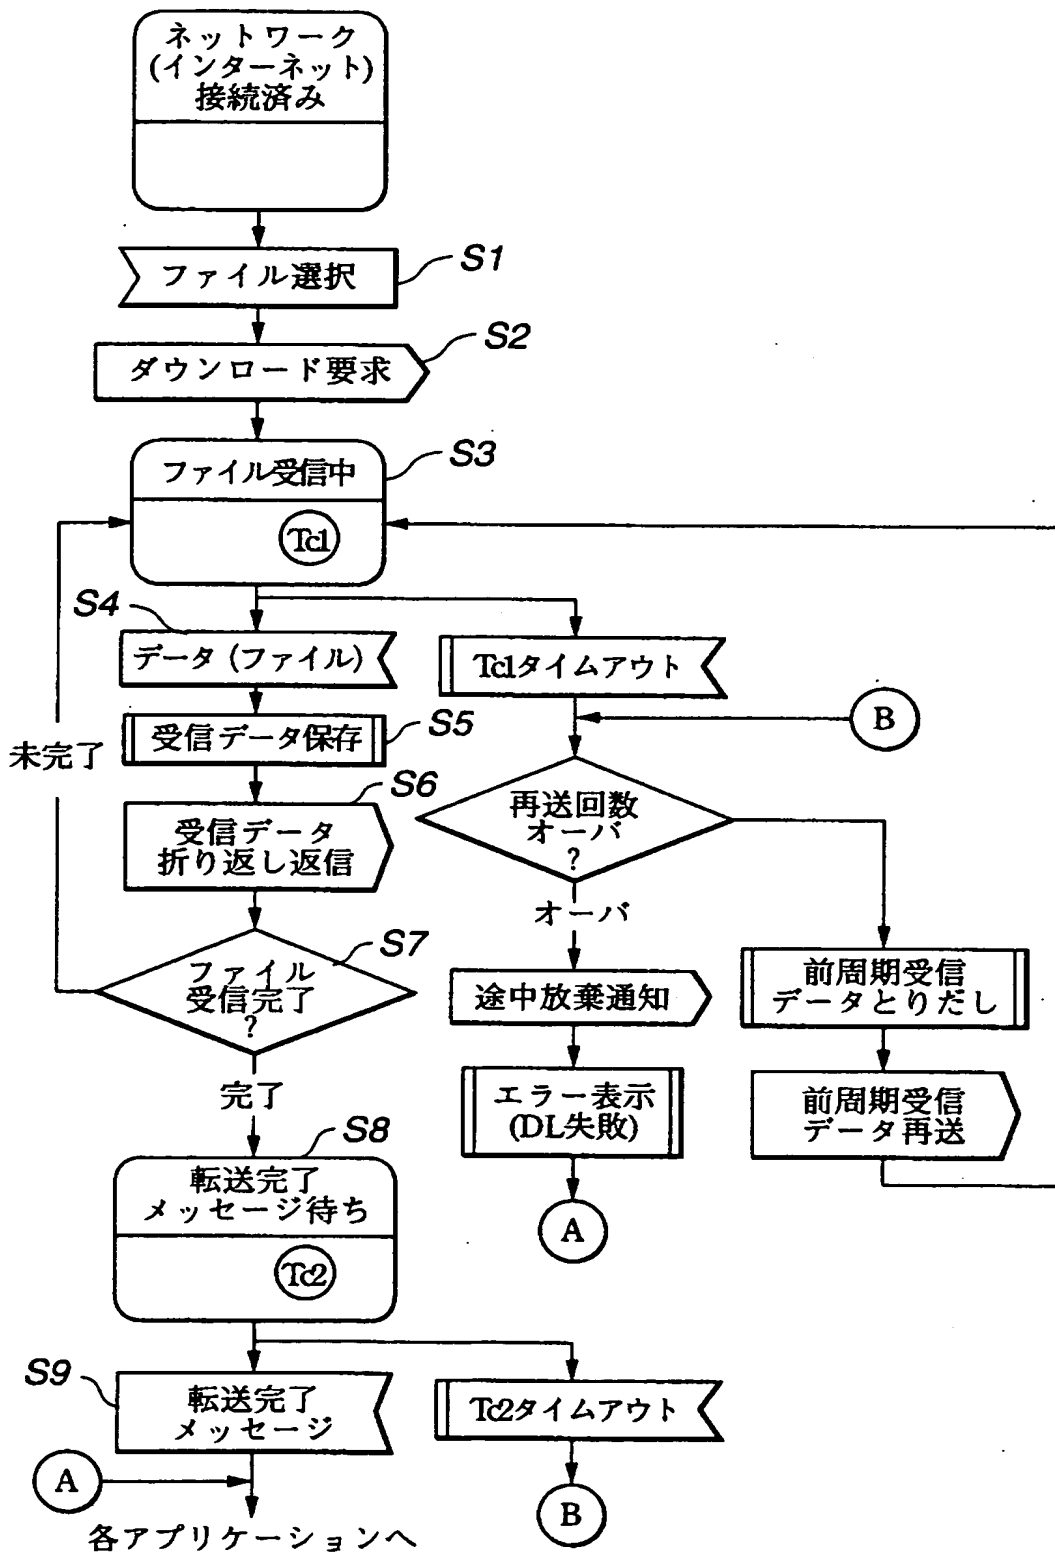 ネットワーク
(インターネット)
接続済み
ファイル選択
S1
ダウンロード要求
S2
ファイル受信中
S3
Tc1
S4
データ (ファイル)
Tc1タイムアウト
受信データ保存
S5
B
未完了
S6
受信データ
折り返し返信
再送回数
オーバ
?
オーバ
S7
ファイル
受信完了
?
途中放棄通知
前周期受信
データとりだし
完了
エラー表示
(DL失敗)
前周期受信
データ再送
S8
転送完了
メッセージ待ち
A
Tc2
S9
転送完了
メッセージ
Tc2タイムアウト
A
B
各アプリケーションへ